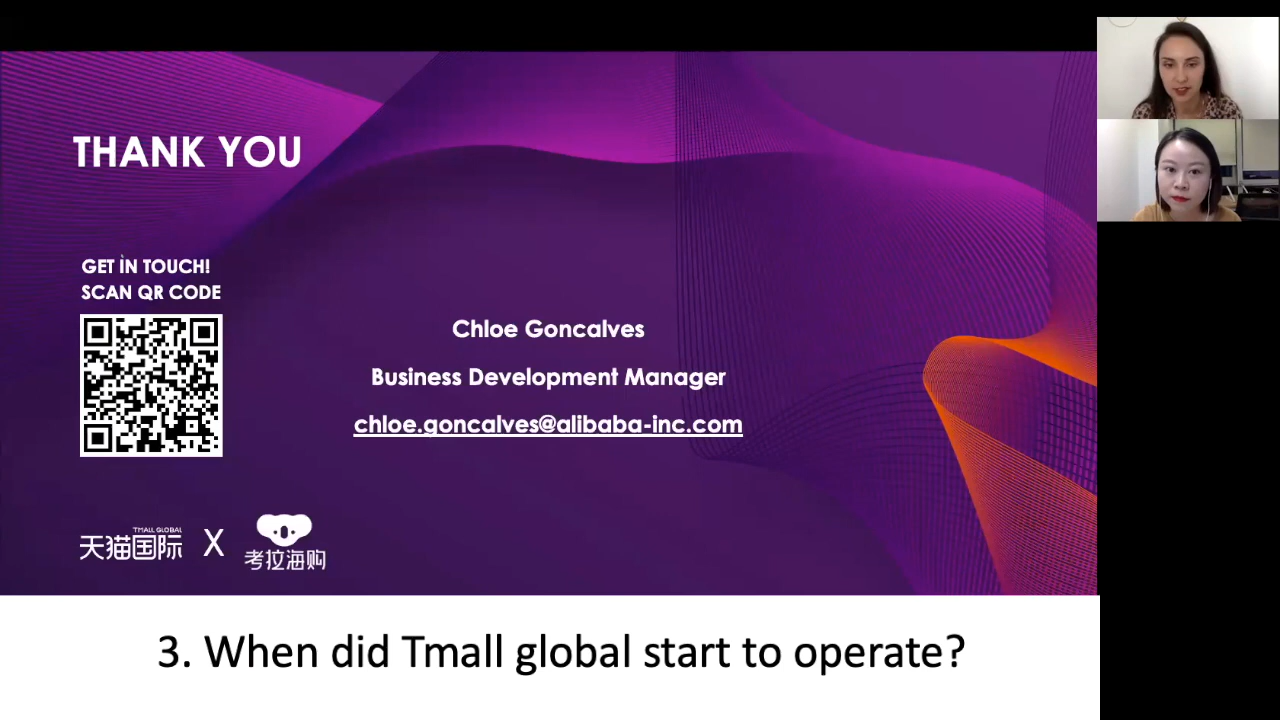 THANK YOU
GET IN TOUCH!
SCAN QR CODE
Chloe Goncalves
Business Development Manager
chloe.goncalves@alibaba-inc.com
TMALL GLOBAL
天猫国际 X 考拉海购
3. When did Tmall global start to operate?